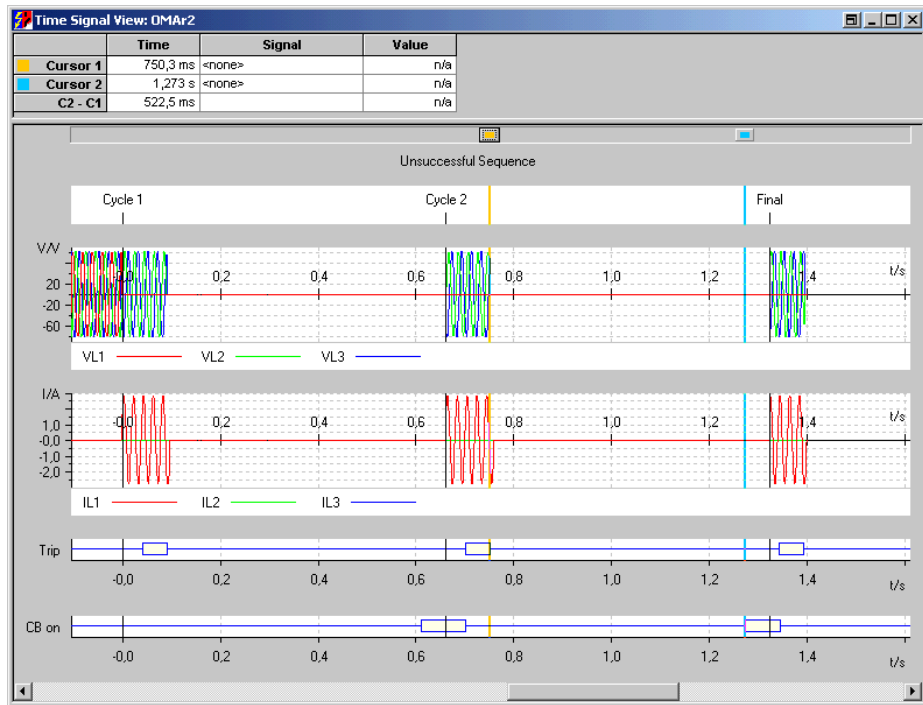 Time Signal View: OMAr2
Time Signal Value
Cursor 1 750,3 ms <none> n/a
Cursor 2 1,273 s <none> n/a
C2 - C1 522,5 ms n/a
Unsuccessful Sequence
Cycle 1 Cycle 2 Final
V/V
20
-20
-60
-0,0 0,2 0,4 0,6 0,8 1,0 1,2 1,4 t/s
VL1 VL2 VL3
I/A
1,0
-0,0
-1,0
-2,0
-0,0 0,2 0,4 0,6 0,8 1,0 1,2 1,4 t/s
IL1 IL2 IL3
Trip
-0,0 0,2 0,4 0,6 0,8 1,0 1,2 1,4 t/s
CB on
-0,0 0,2 0,4 0,6 0,8 1,0 1,2 1,4 t/s